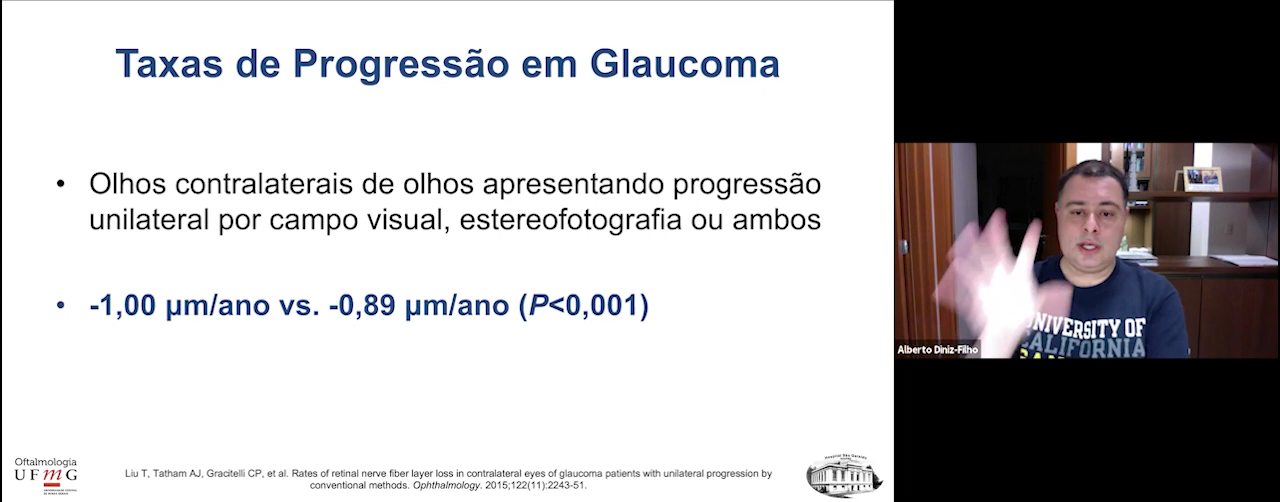 Taxas de Progressão em Glaucoma
• Olhos contralaterais de olhos apresentando progressão
unilateral por campo visual, estereofotografia ou ambos
• -1,00 µm/ano vs. -0,89 µm/ano (P<0,001)
UNIVERSITY OF
CALIFORNIA
Alberto Diniz-Filho
Oftalmologia
UFmG
Liu T, Tatham AJ, Gracitelli CP, et al. Rates of retinal nerve fiber layer loss in contralateral eyes of glaucoma patients with unilateral progression by
conventional methods. Ophthalmology. 2015;122(11):2243-51.
Hospital São Geraldo